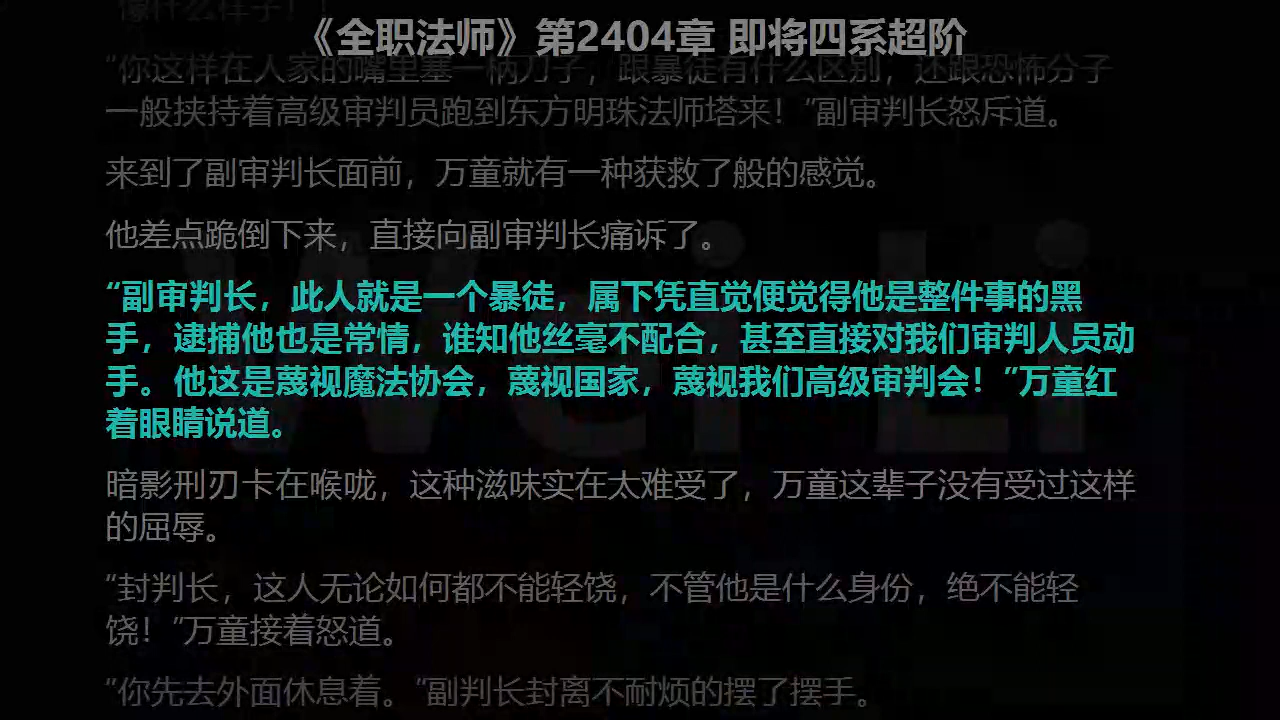 像什么样子！！
《全职法师》第2404章 即将四系超阶
“你这样在人家的嘴里塞一柄刀子，跟暴徒有什么区别，还跟恐怖分子
一般挟持着高级审判员跑到东方明珠法师塔来！”副审判长怒斥道。
来到了副审判长面前，万童就有一种获救了般的感觉。
他差点跪倒下来，直接向副审判长痛诉了。
“副审判长，此人就是一个暴徒，属下凭直觉便觉得他是整件事的黑
手，逮捕他也是常情，谁知他丝毫不配合，甚至直接对我们审判人员动
手。他这是蔑视魔法协会，蔑视国家，蔑视我们高级审判会！”万童红
着眼睛说道。
暗影刑刃卡在喉咙，这种滋味实在太难受了，万童这辈子没有受过这样
的屈辱。
“封判长，这人无论如何都不能轻饶，不管他是什么身份，绝不能轻
饶！”万童接着怒道。
“你先去外面休息着。“副判长封离不耐烦的摆了摆手。
Wei Li